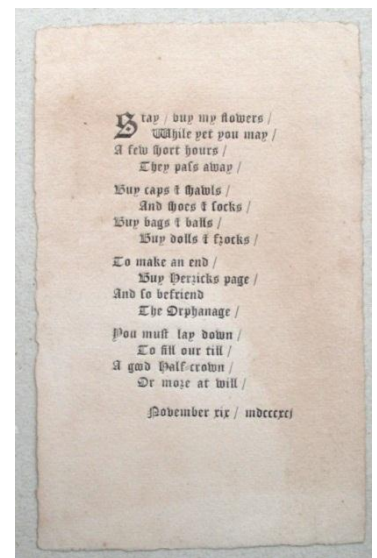 Stay / buy my flowers /
While yet you may /
A few ſhort hours /
They paſs away /
Buy caps & ſhawls /
And ſhoes & ſocks /
Buy bags & balls /
Buy dolls & frocks /
To make an end /
Buy Herricks page /
And ſo befriend
The Orphanage /
You muſt lay down /
To fill our till /
A good Half-crown /
Or more at will /
November xix / mdcccxcj